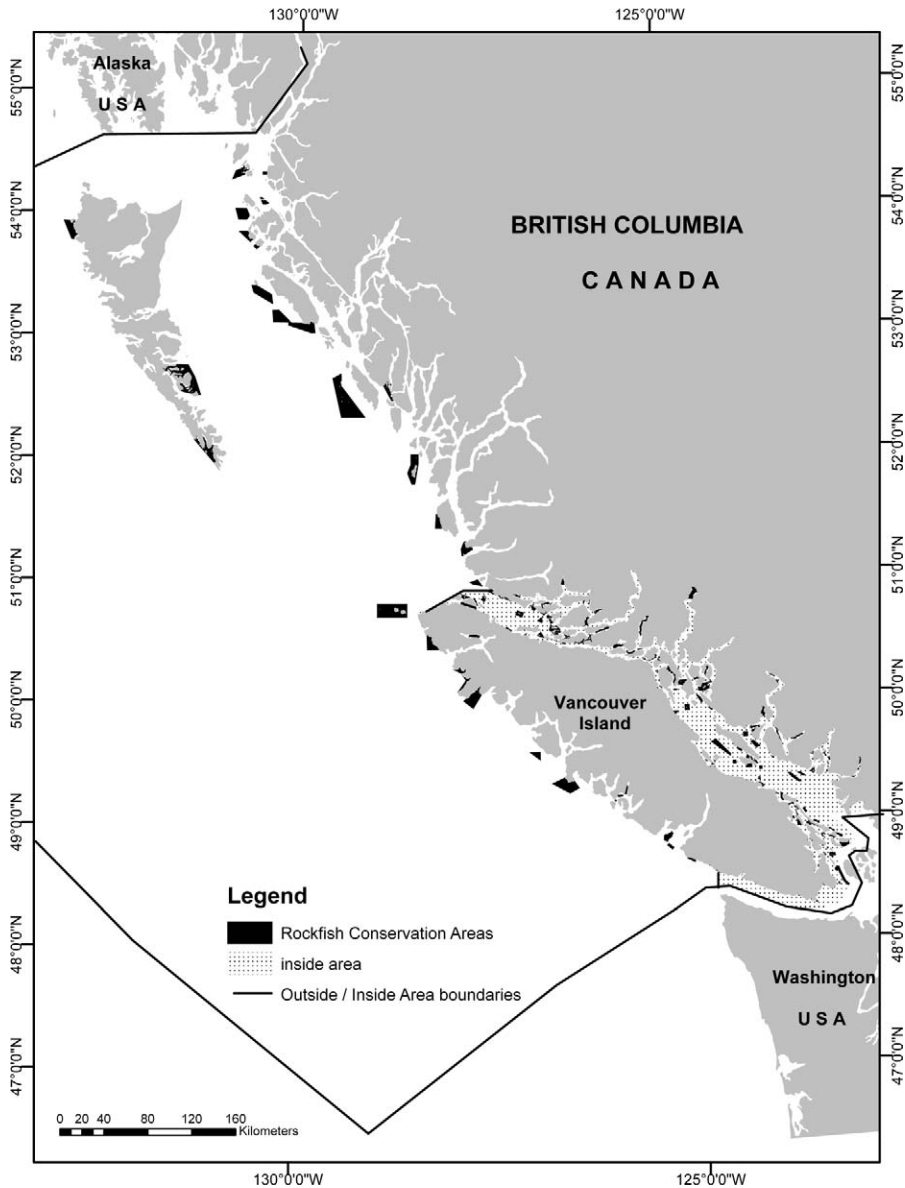 130°0'0"W 125°0'0"W
55°0'0"N 55°0'0"N
54°0'0"N 54°0'0"N
53°0'0"N 53°0'0"N
52°0'0"N 52°0'0"N
51°0'0"N 51°0'0"N
50°0'0"N 50°0'0"N
49°0'0"N 49°0'0"N
48°0'0"N 48°0'0"N
47°0'0"N 47°0'0"N
Alaska
U S A
BRITISH COLUMBIA
C A N A D A
Vancouver
Island
Legend
Rockfish Conservation Areas
inside area
Outside / Inside Area boundaries
Washington
U S A
0 20 40 80 120 160
Kilometers
130°0'0"W 125°0'0"W